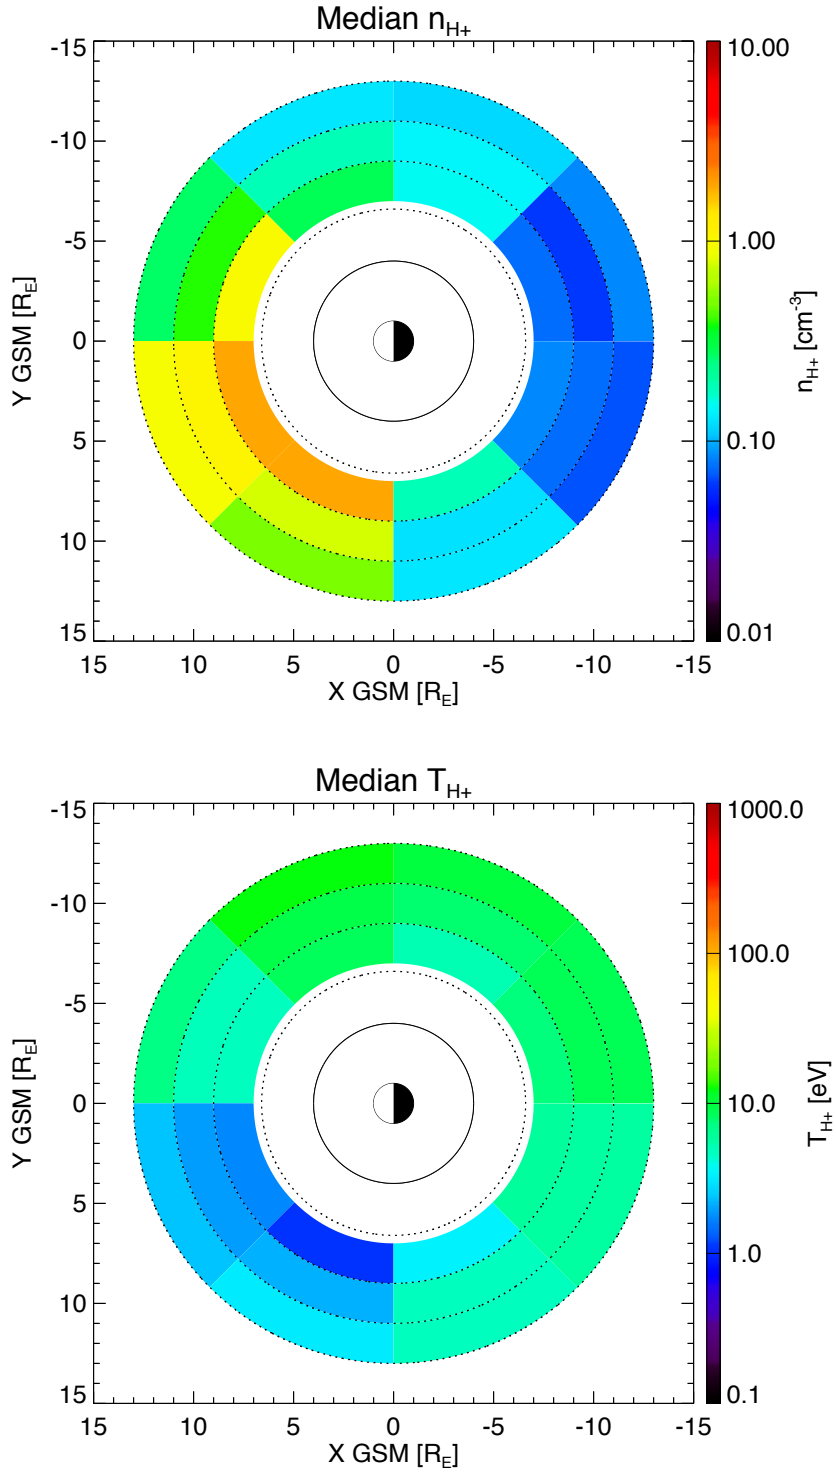 Median n_H+
-15
-10
-5
0
5
10
15
Y GSM [R_E]
15 10 5 0 -5 -10 -15
X GSM [R_E]
10.00
1.00
0.10
0.01
n_H+ [cm^-3]
Median T_H+
-15
-10
-5
0
5
10
15
Y GSM [R_E]
15 10 5 0 -5 -10 -15
X GSM [R_E]
1000.0
100.0
10.0
1.0
0.1
T_H+ [eV]